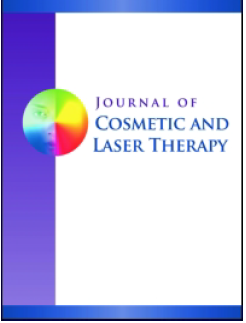 JOURNAL OF
COSMETIC AND
LASER THERAPY